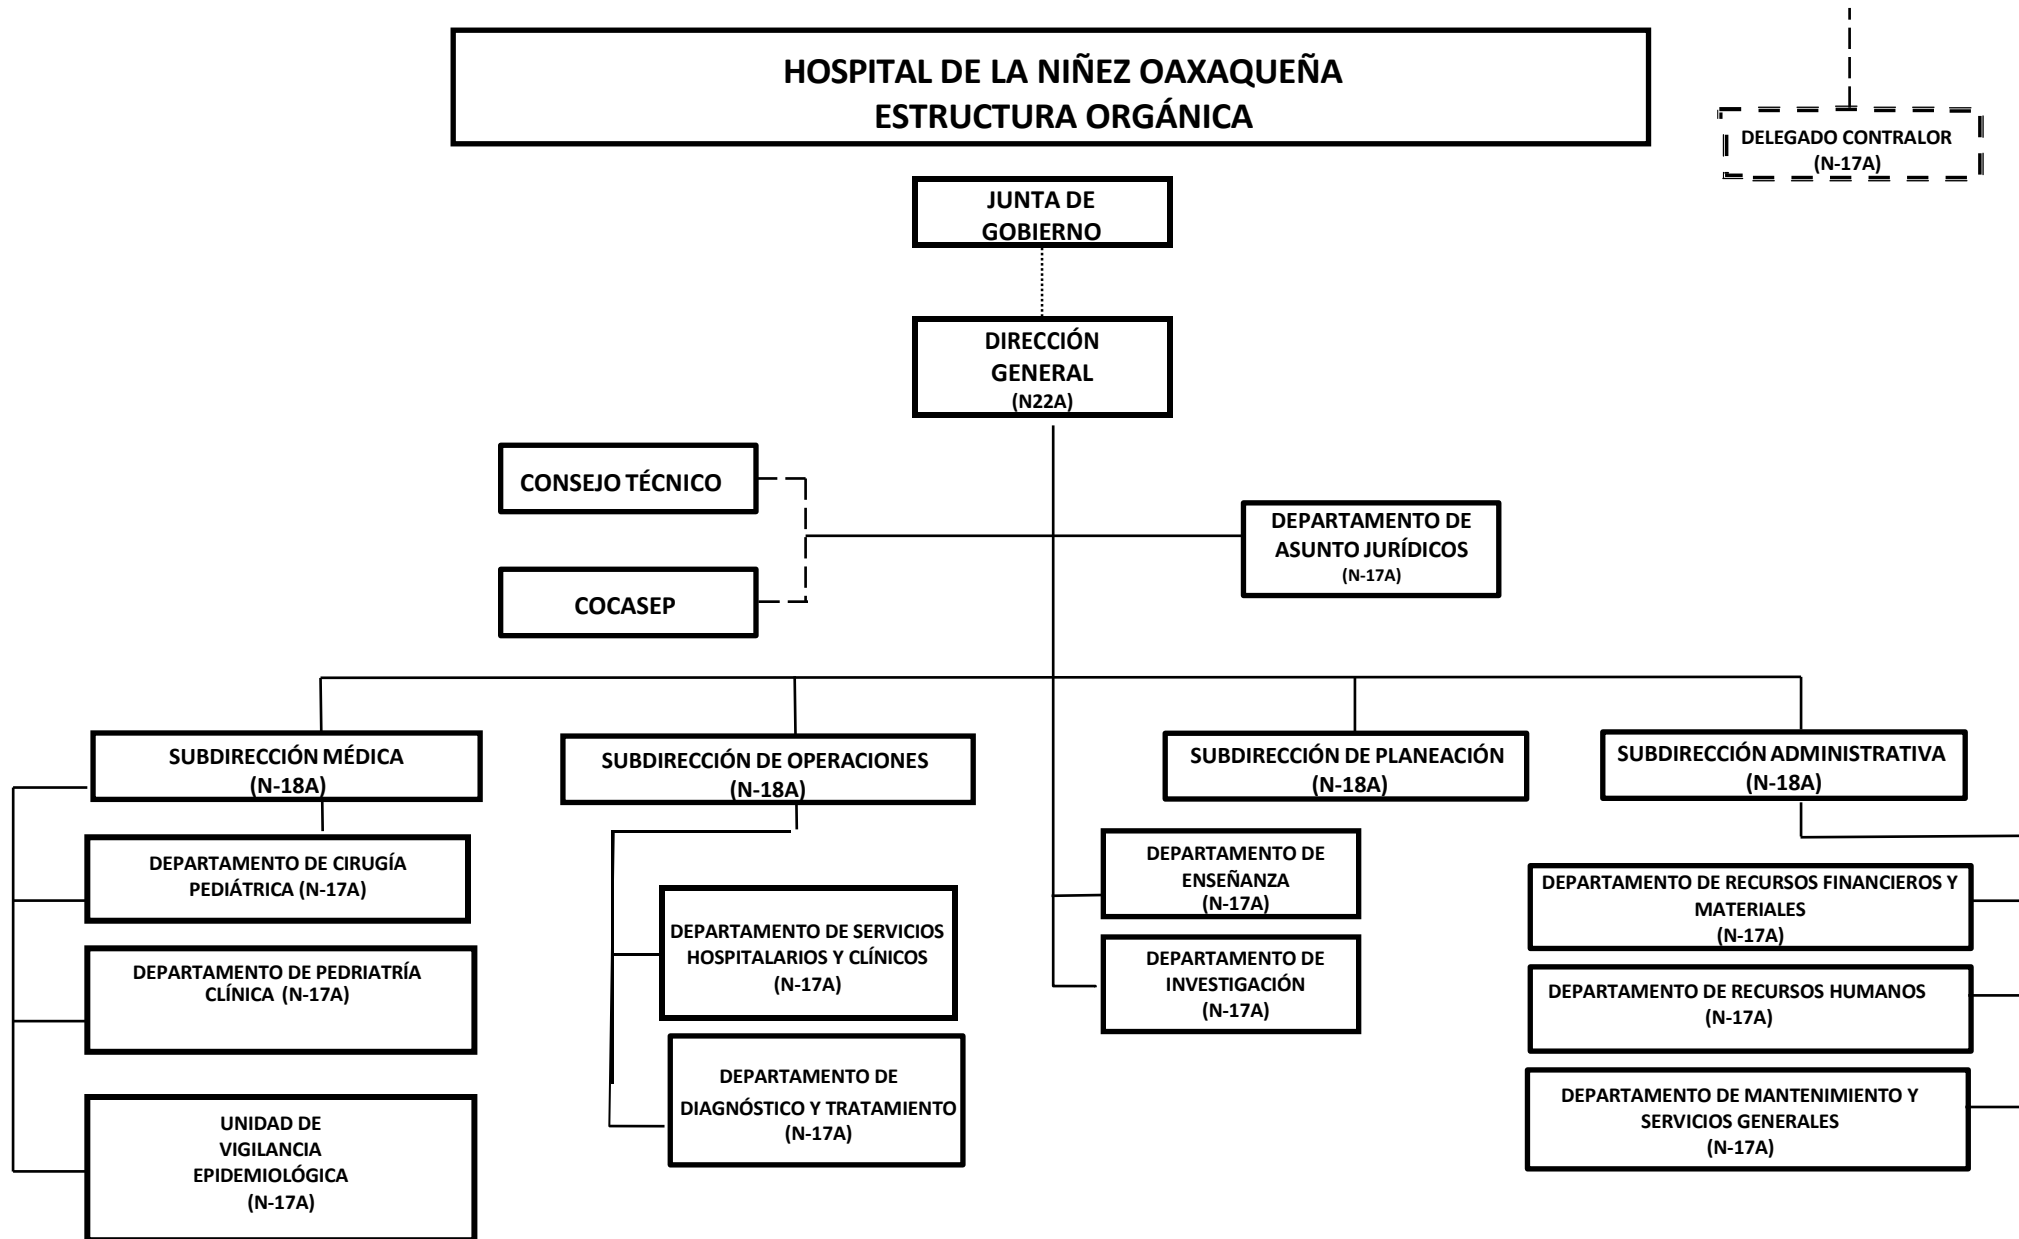 HOSPITAL DE LA NIÑEZ OAXAQUEÑA
ESTRUCTURA ORGÁNICA
DELEGADO CONTRALOR
(N-17A)
JUNTA DE
GOBIERNO
DIRECCIÓN
GENERAL
(N22A)
CONSEJO TÉCNICO
DEPARTAMENTO DE
ASUNTO JURÍDICOS
(N-17A)
COCASEP
SUBDIRECCIÓN MÉDICA
(N-18A)
SUBDIRECCIÓN DE OPERACIONES
(N-18A)
SUBDIRECCIÓN DE PLANEACIÓN
(N-18A)
SUBDIRECCIÓN ADMINISTRATIVA
(N-18A)
DEPARTAMENTO DE CIRUGÍA
PEDIÁTRICA (N-17A)
DEPARTAMENTO DE PEDRIATRÍA
CLÍNICA (N-17A)
UNIDAD DE
VIGILANCIA
EPIDEMIOLÓGICA
(N-17A)
DEPARTAMENTO DE SERVICIOS
HOSPITALARIOS Y CLÍNICOS
(N-17A)
DEPARTAMENTO DE
DIAGNÓSTICO Y TRATAMIENTO
(N-17A)
DEPARTAMENTO DE
ENSEÑANZA
(N-17A)
DEPARTAMENTO DE
INVESTIGACIÓN
(N-17A)
DEPARTAMENTO DE RECURSOS FINANCIEROS Y
MATERIALES
(N-17A)
DEPARTAMENTO DE RECURSOS HUMANOS
(N-17A)
DEPARTAMENTO DE MANTENIMIENTO Y
SERVICIOS GENERALES
(N-17A)